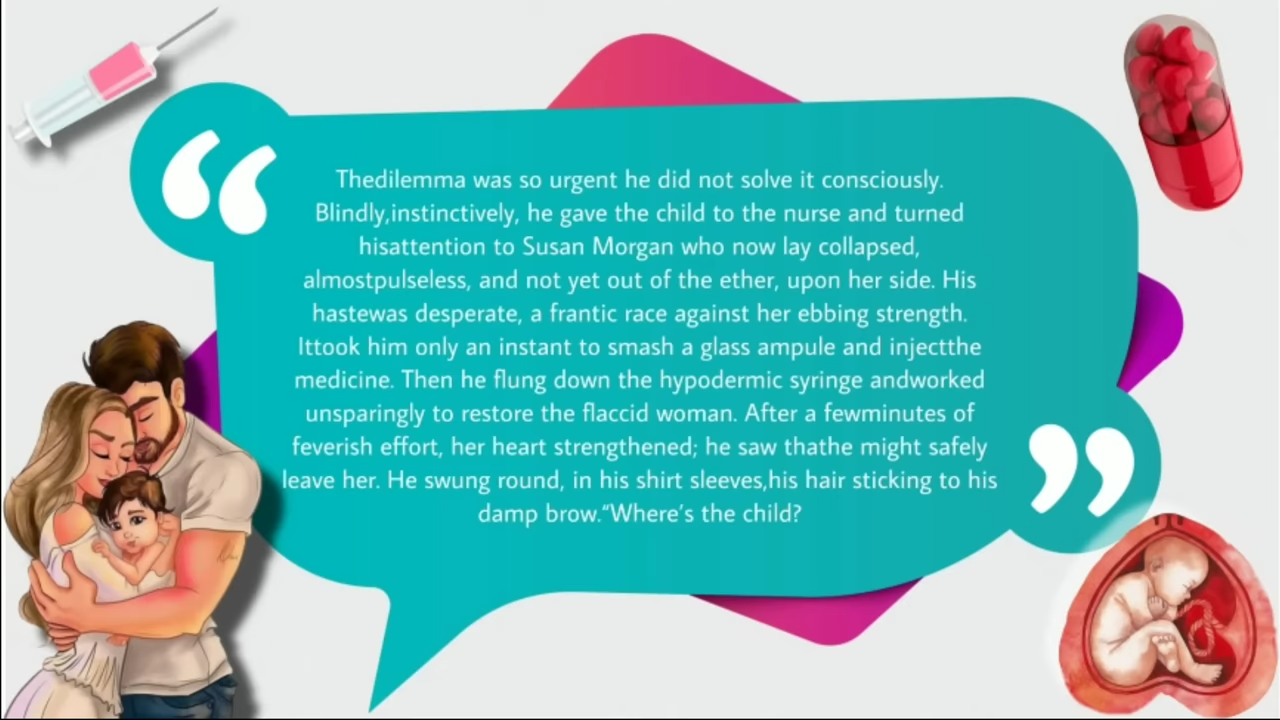 Thedilemma was so urgent he did not solve it consciously.
Blindly,instinctively, he gave the child to the nurse and turned
hisattention to Susan Morgan who now lay collapsed,
almostpulseless, and not yet out of the ether, upon her side. His
hastewas desperate, a frantic race against her ebbing strength.
Ittook him only an instant to smash a glass ampule and injectthe
medicine. Then he flung down the hypodermic syringe andworked
unsparingly to restore the flaccid woman. After a fewminutes of
feverish effort, her heart strengthened; he saw thathe might safely
leave her. He swung round, in his shirt sleeves,his hair sticking to his
damp brow.“Where’s the child?